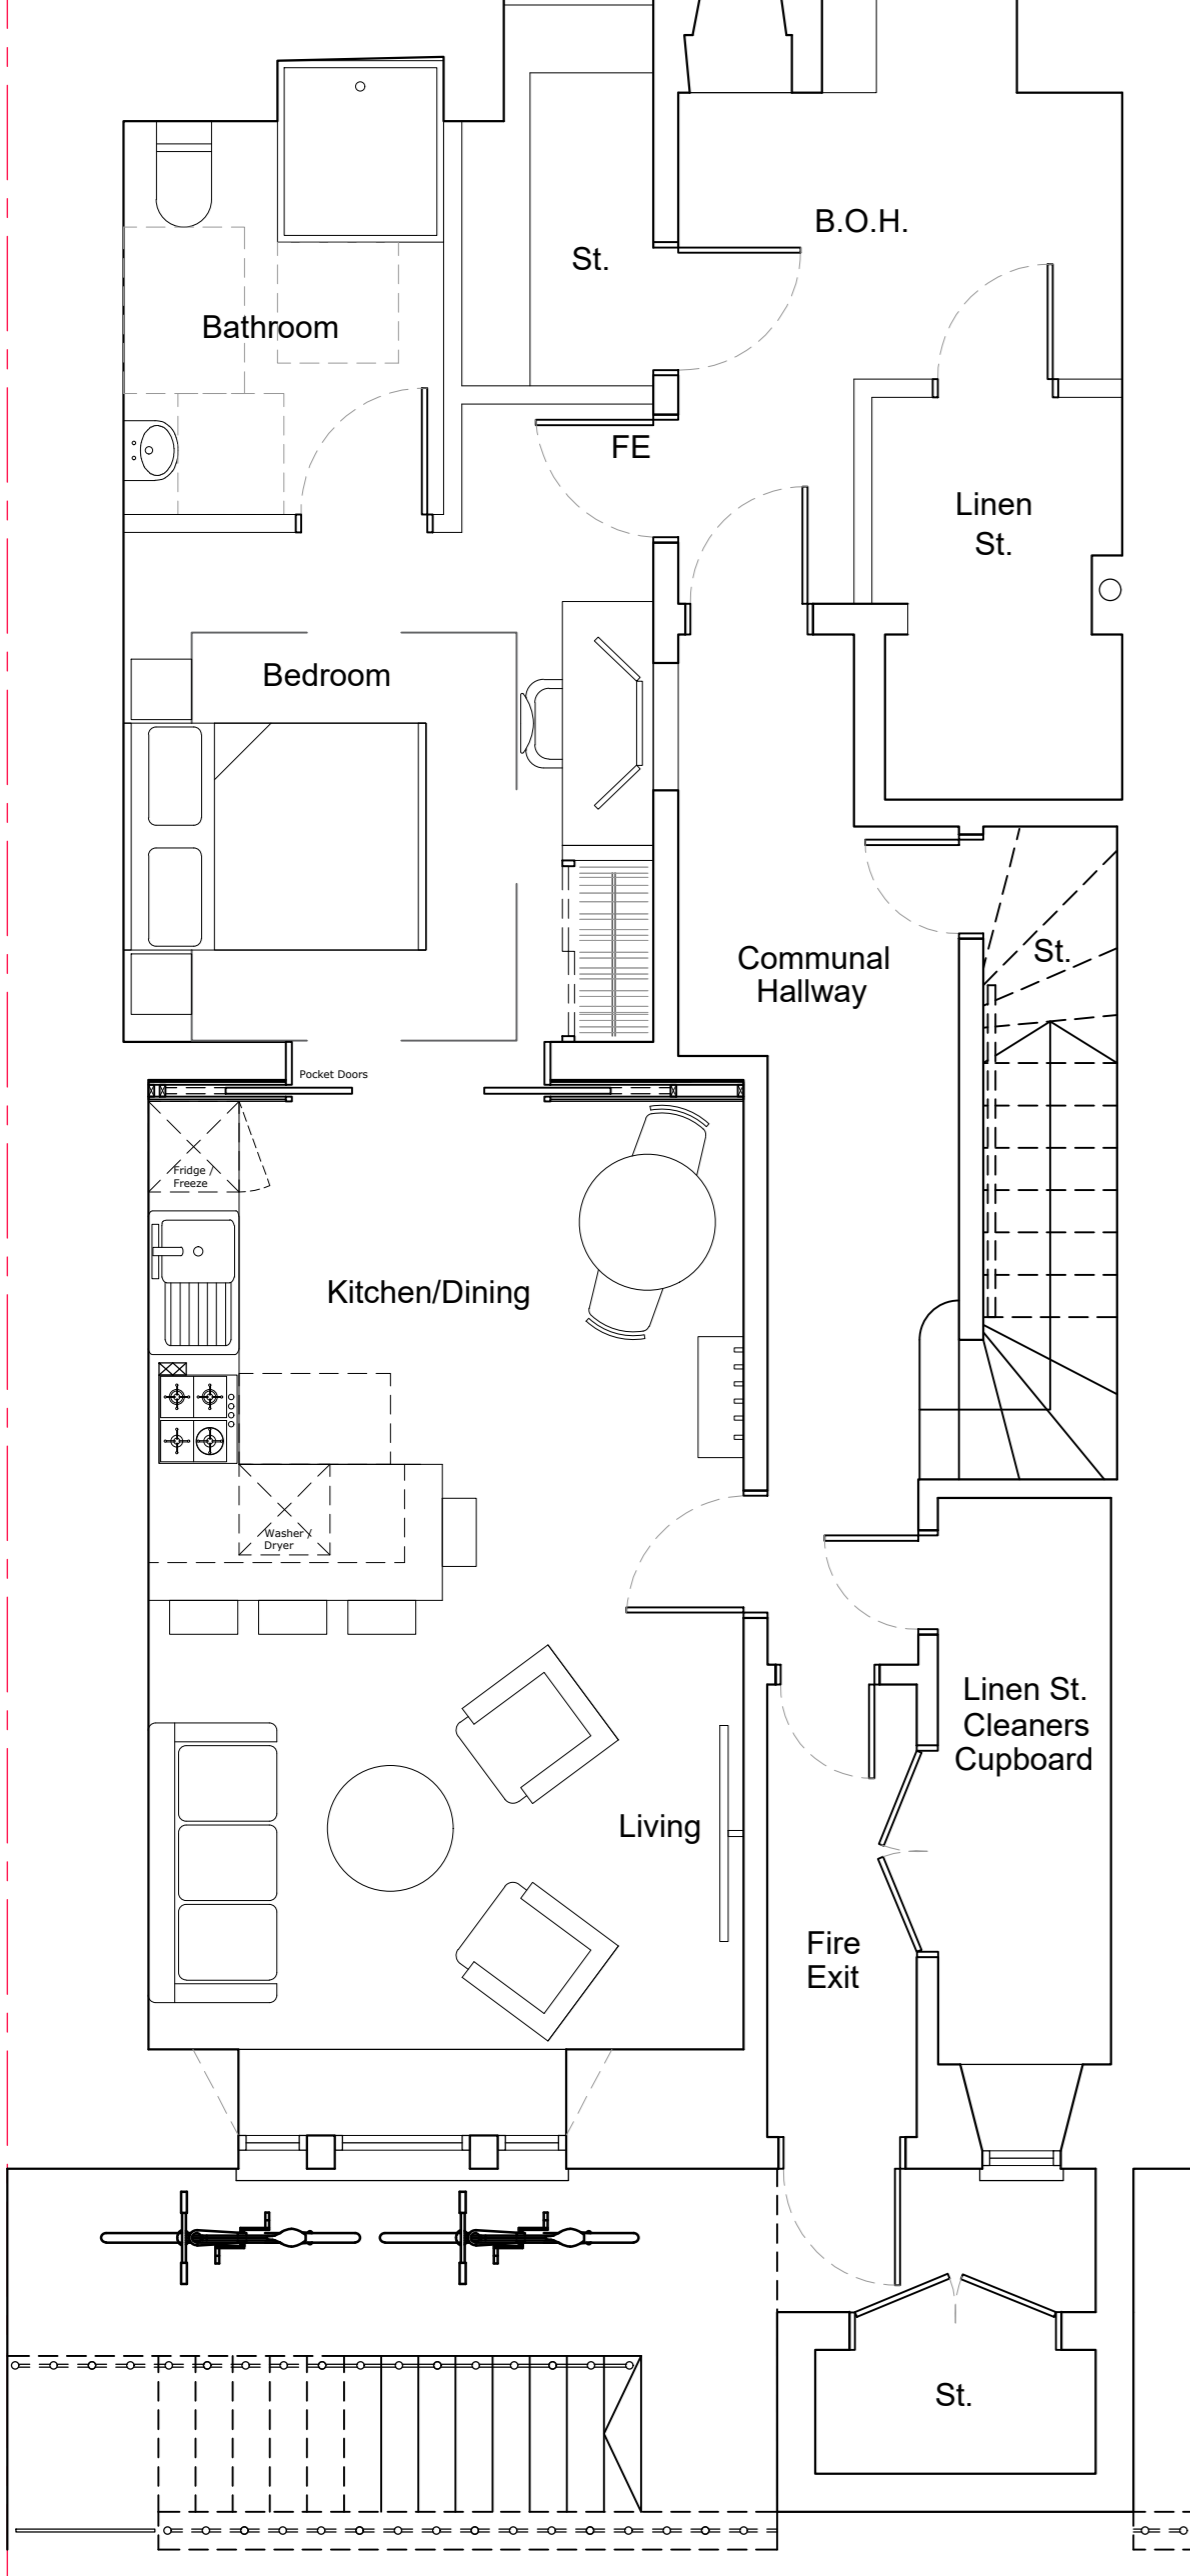 B.O.H.
St.
Bathroom
FE
Linen
St.
Bedroom
Communal
Hallway
St.
Pocket Doors
Fridge /
Freeze
Kitchen/Dining
Washer /
Dryer
Linen St.
Cleaners
Cupboard
Living
Fire
Exit
St.